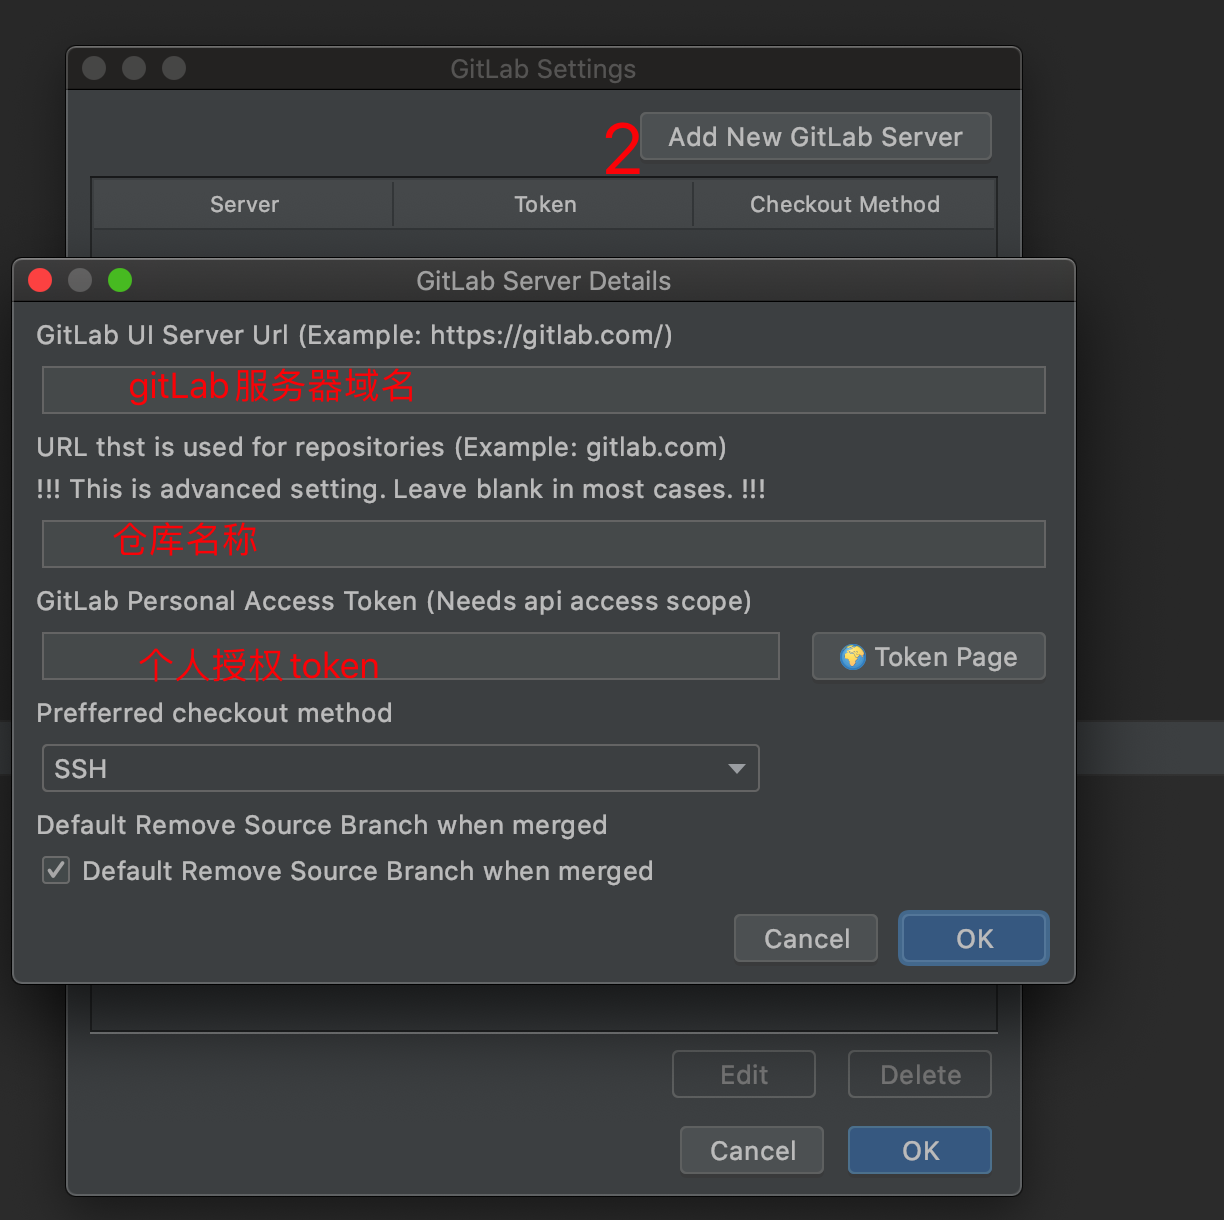 GitLab Settings
2
Add New GitLab Server
Server Token Checkout Method
GitLab Server Details
GitLab UI Server Url (Example: https://gitlab.com/)
gitLab服务器域名
URL thst is used for repositories (Example: gitlab.com)
!!! This is advanced setting. Leave blank in most cases. !!!
仓库名称
GitLab Personal Access Token (Needs api access scope)
个人授权token
Token Page
Prefferred checkout method
SSH
Default Remove Source Branch when merged
Default Remove Source Branch when merged
Cancel OK
Edit Delete
Cancel OK